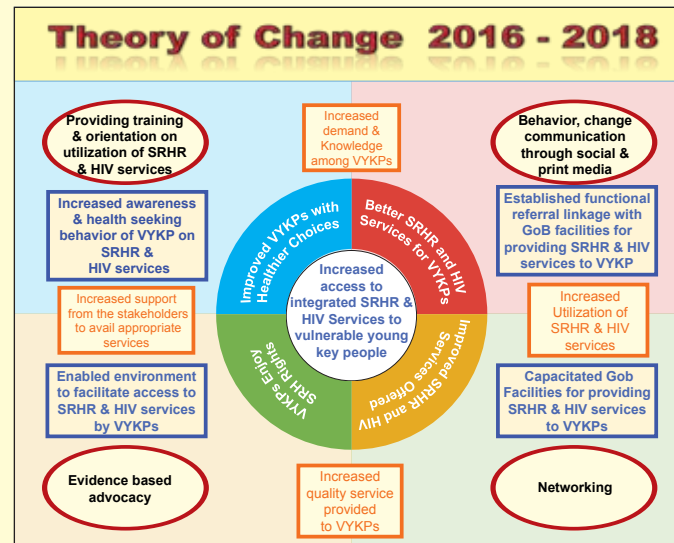 Theory of Change 2016 - 2018
Providing training
& orientation on
utilization of SRHR
& HIV services
Increased
demand &
Knowledge
among VYKPs
Behavior, change
communication
through social &
print media
Increased awareness
& health seeking
behavior of VYKP on
SRHR &
HIV services
Improved VYKPs with
Healthier Choices
Better SRHR and HIV
Services for VYKPs
Established functional
referral linkage with
GoB facilities for
providing SRHR & HIV
services to VYKP
Increased
access to
integrated SRHR &
HIV Services to
vulnerable young
key people
Increased support
from the stakeholders
to avail appropriate
services
Increased
Utilization of
SRHR & HIV
services
VYKPs Enjoy
SRH Rights
Improved SRHR and HIV
Services Offered
Enabled environment
to facilitate access to
SRHR & HIV services
by VYKPs
Capacitated Gob
Facilities for providing
SRHR & HIV services
to VYKPs
Evidence based
advocacy
Increased
quality service
provided
to VYKPs
Networking